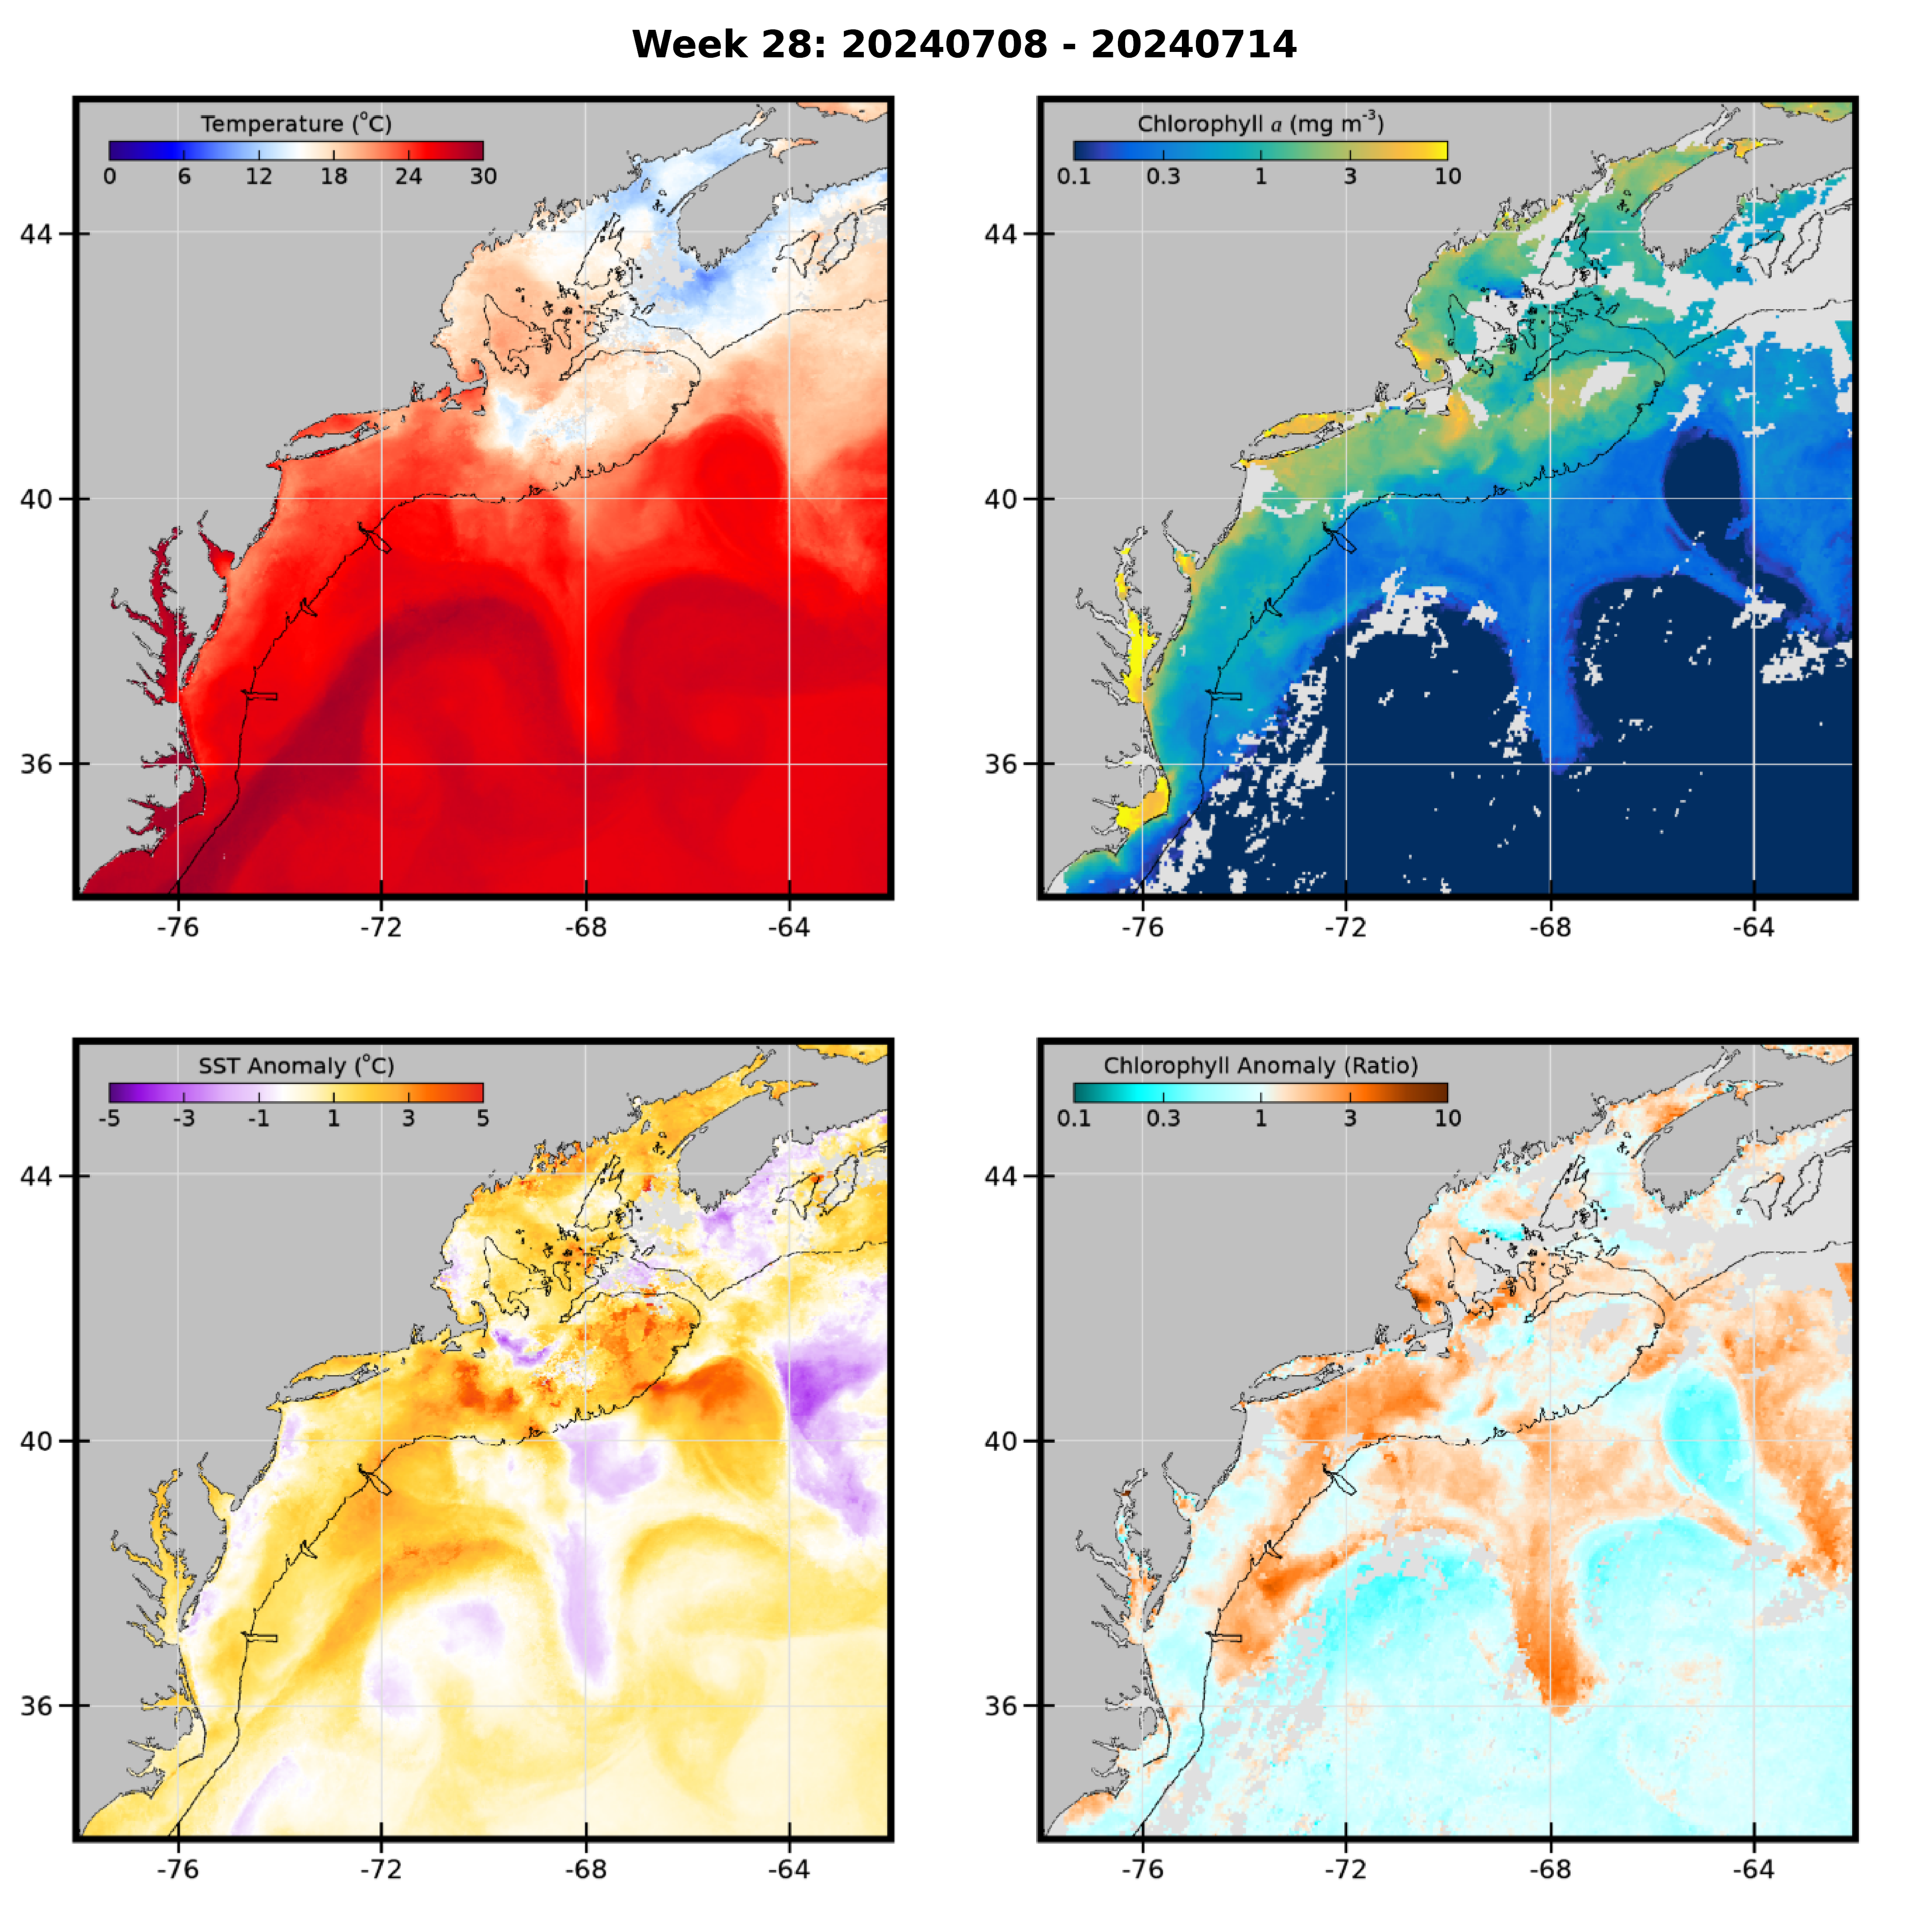 Week 28: 20240708 - 20240714
Temperature (°C)
0 6 12 18 24 30
44
40
36
-76 -72 -68 -64
Chlorophyll a (mg m⁻³)
0.1 0.3 1 3 10
44
40
36
-76 -72 -68 -64
SST Anomaly (°C)
-5 -3 -1 1 3 5
44
40
36
-76 -72 -68 -64
Chlorophyll Anomaly (Ratio)
0.1 0.3 1 3 10
44
40
36
-76 -72 -68 -64